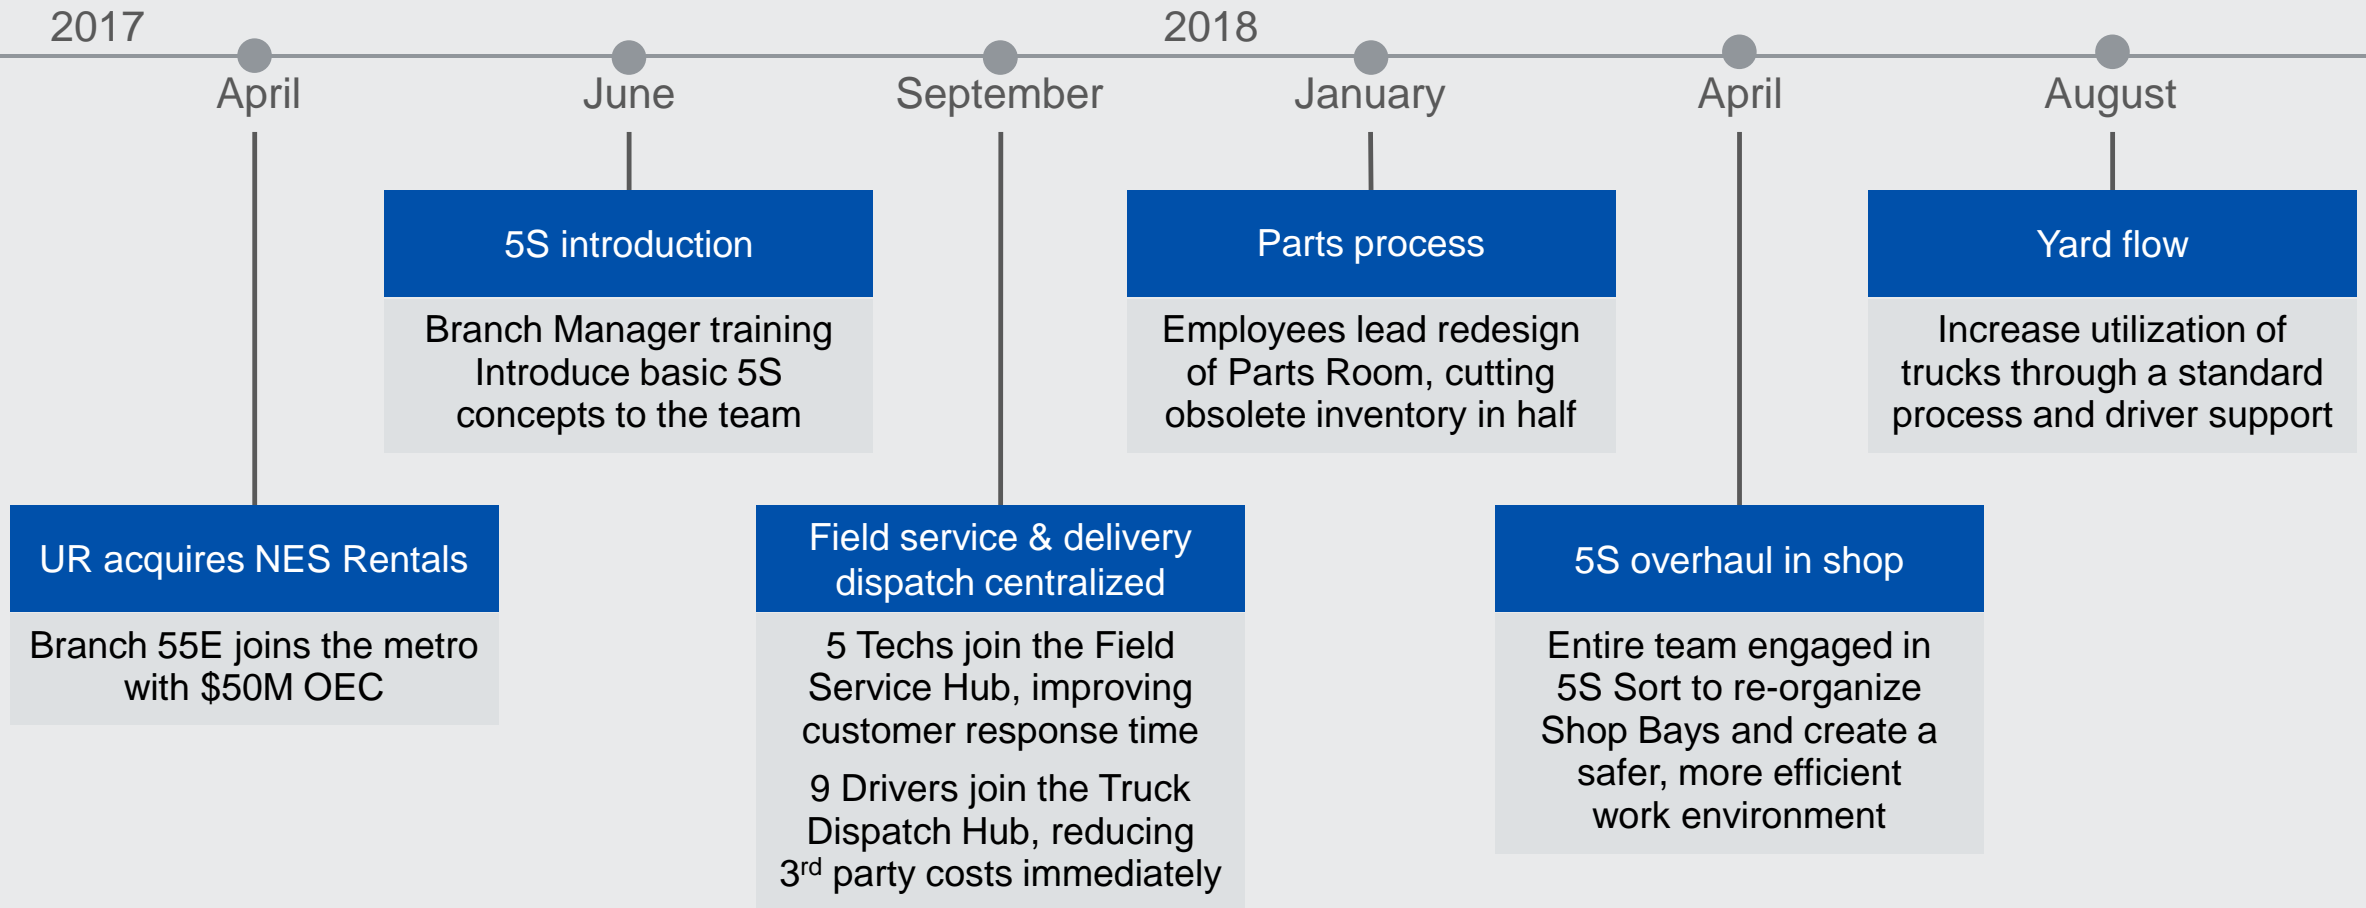 2017
2018
April
June
September
January
April
August
5S introduction
Branch Manager training
Introduce basic 5S
concepts to the team
Parts process
Employees lead redesign
of Parts Room, cutting
obsolete inventory in half
Yard flow
Increase utilization of
trucks through a standard
process and driver support
UR acquires NES Rentals
Branch 55E joins the metro
with $50M OEC
Field service & delivery
dispatch centralized
5 Techs join the Field
Service Hub, improving
customer response time
9 Drivers join the Truck
Dispatch Hub, reducing
3rd party costs immediately
5S overhaul in shop
Entire team engaged in
5S Sort to re-organize
Shop Bays and create a
safer, more efficient
work environment